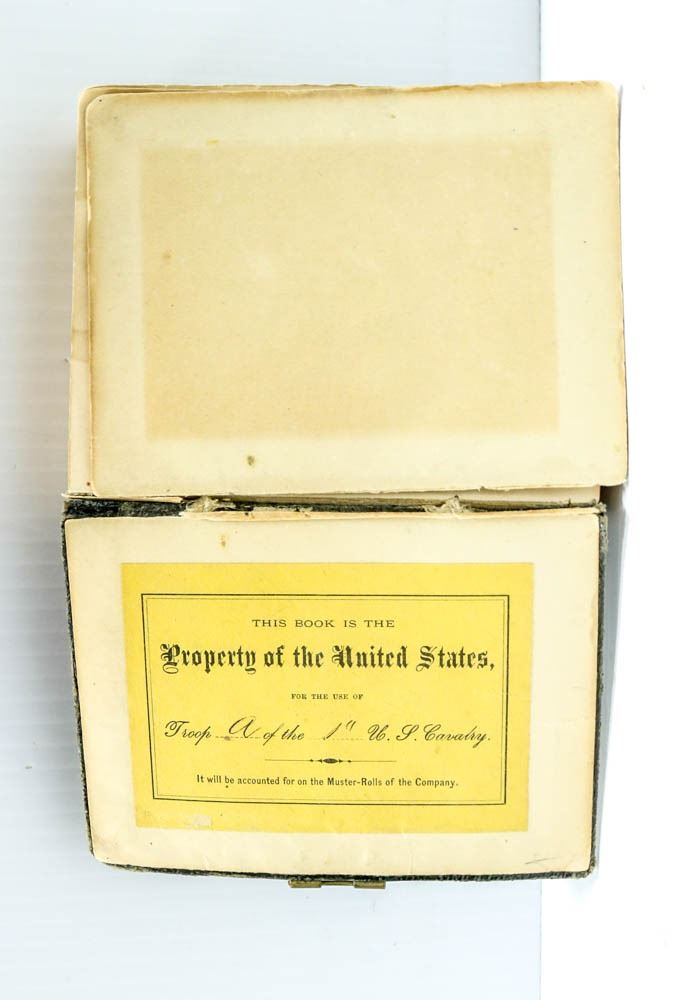 THIS BOOK IS THE
Property of the United States,
FOR THE USE OF
Troop A of the 1" U. S. Cavalry.
It will be accounted for on the Muster-Rolls of the Company.